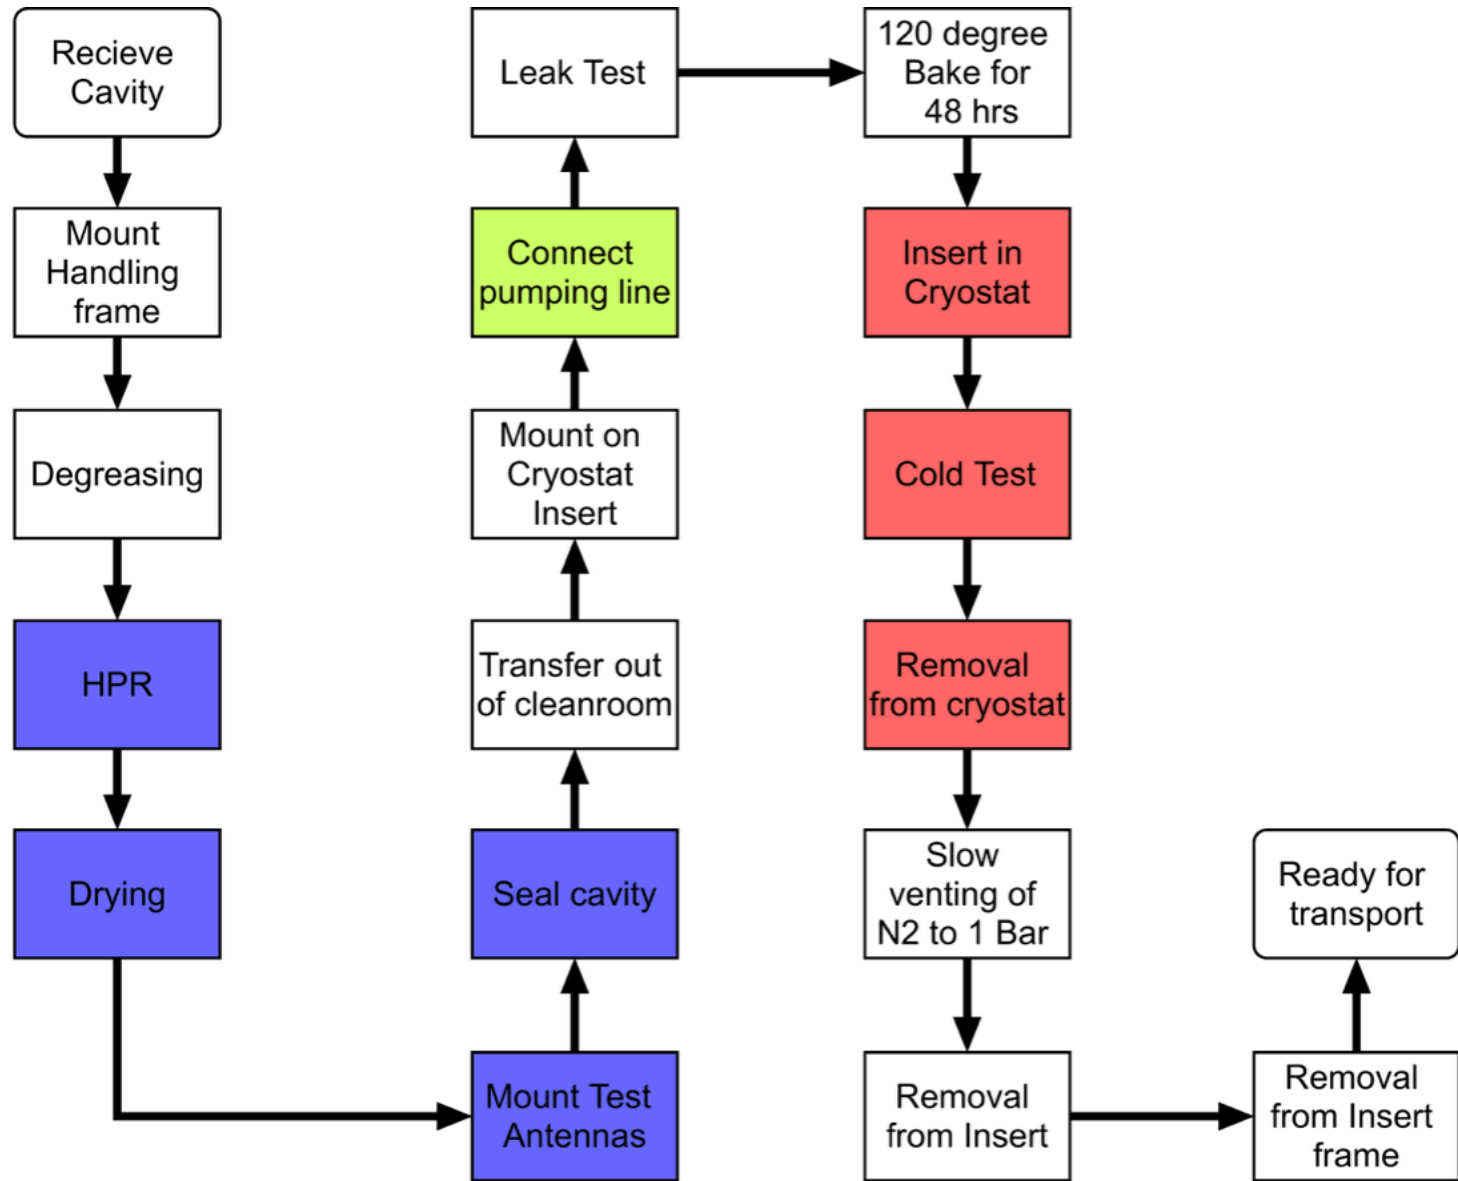 Recieve
Cavity
Mount
Handling
frame
Degreasing
HPR
Drying
Mount Test
Antennas
Seal cavity
Transfer out
of cleanroom
Mount on
Cryostat
Insert
Connect
pumping line
Leak Test
120 degree
Bake for
48 hrs
Insert in
Cryostat
Cold Test
Removal
from cryostat
Slow
venting of
N2 to 1 Bar
Removal
from Insert
Removal
from Insert
frame
Ready for
transport